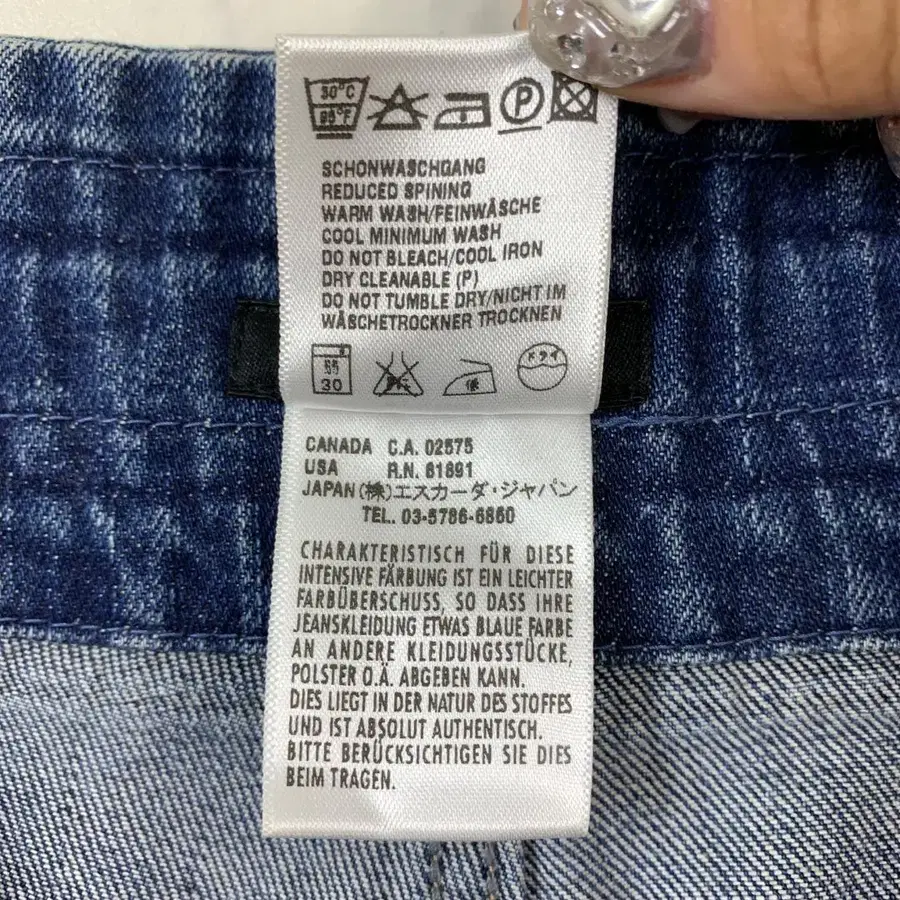 30°C
85°F
P
SCHONWASCHGANG
REDUCED SPINING
WARM WASH/FEINWÄSCHE
COOL MINIMUM WASH
DO NOT BLEACH/COOL IRON
DRY CLEANABLE (P)
DO NOT TUMBLE DRY/NICHT IM
WÄSCHETROCKNER TROCKNEN
弱
30
低
ドライ
CANADA C.A. 02575
USA R.N. 81891
JAPAN (株)エスカーダ・ジャパン
TEL. 03-5786-6860
CHARAKTERISTISCH FÜR DIESE
INTENSIVE FÄRBUNG IST EIN LEICHTER
FARBÜBERSCHUSS, SO DASS IHRE
JEANSKLEIDUNG ETWAS BLAUE FARBE
AN ANDERE KLEIDUNGSSTÜCKE,
POLSTER O.Ä. ABGEBEN KANN.
DIES LIEGT IN DER NATUR DES STOFFES
UND IST ABSOLUT AUTHENTISCH.
BITTE BERÜCKSICHTIGEN SIE DIES
BEIM TRAGEN.